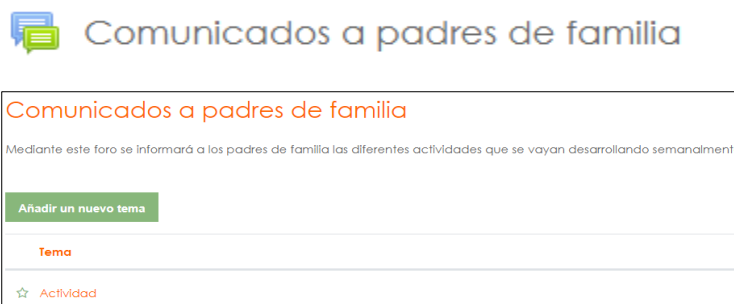 Comunicados a padres de familia
Comunicados a padres de familia
Mediante este foro se informará a los padres de familia las diferentes actividades que se vayan desarrollando semanalment
Añadir un nuevo tema
Tema
Actividad